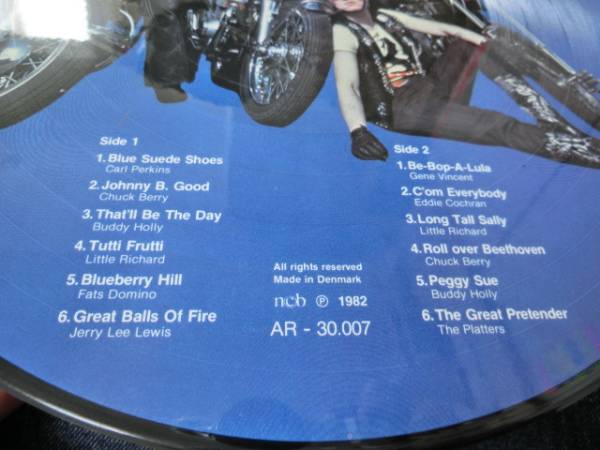 Side 1
1. Blue Suede Shoes
Carl Perkins
2. Johnny B. Good
Chuck Berry
3. That'll Be The Day
Buddy Holly
4. Tutti Frutti
Little Richard
5. Blueberry Hill
Fats Domino
6. Great Balls Of Fire
Jerry Lee Lewis
All rights reserved
Made in Denmark
ncb ℗ 1982
AR - 30.007
Side 2
1. Be-Bop-A-Lula
Gene Vincent
2. C'om Everybody
Eddie Cochran
3. Long Tall Sally
Little Richard
4. Roll over Beethoven
Chuck Berry
5. Peggy Sue
Buddy Holly
6. The Great Pretender
The Platters